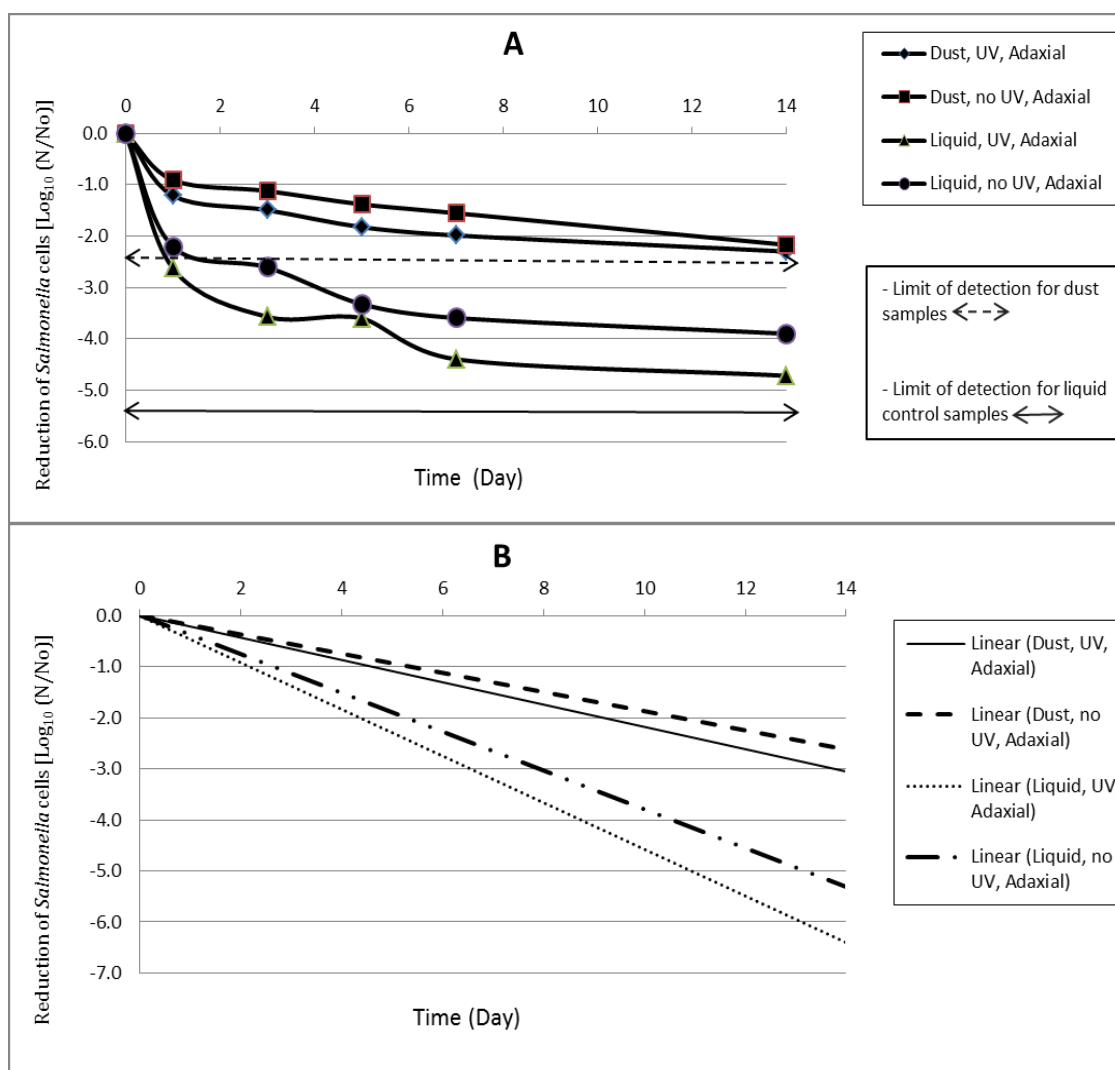 A
0 2 4 6 8 10 12 14
0.0
-1.0
-2.0
-3.0
-4.0
-5.0
-6.0
Reduction of Salmonella cells [Log₁₀ (N/No)]
Time (Day)
Dust, UV, Adaxial
Dust, no UV, Adaxial
Liquid, UV, Adaxial
Liquid, no UV, Adaxial
- Limit of detection for dust
samples
- Limit of detection for liquid
control samples
B
0 2 4 6 8 10 12 14
0.0
-1.0
-2.0
-3.0
-4.0
-5.0
-6.0
-7.0
Reduction of Salmonella cells [Log₁₀ (N/No)]
Time (Day)
Linear (Dust, UV,
Adaxial)
Linear (Dust, no
UV, Adaxial)
Linear (Liquid, UV
Adaxial)
Linear (Liquid, no
UV, Adaxial)